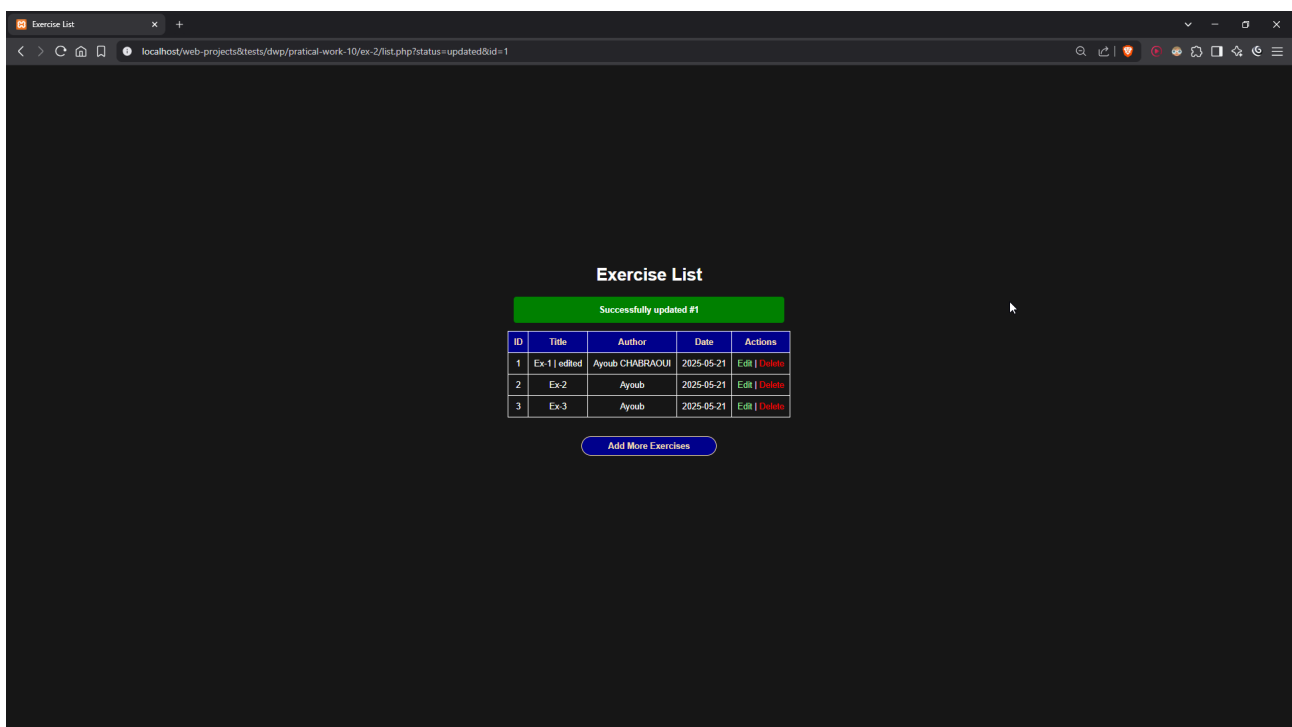 Exercise List
localhost/web-projects&tests/dwp/pratical-work-10/ex-2/list.php?status=updated&id=1
Exercise List
Successfully updated #1
ID Title Author Date Actions
1 Ex-1 | edited Ayoub CHABRAOUI 2025-05-21 Edit | Delete
2 Ex-2 Ayoub 2025-05-21 Edit | Delete
3 Ex-3 Ayoub 2025-05-21 Edit | Delete
Add More Exercises